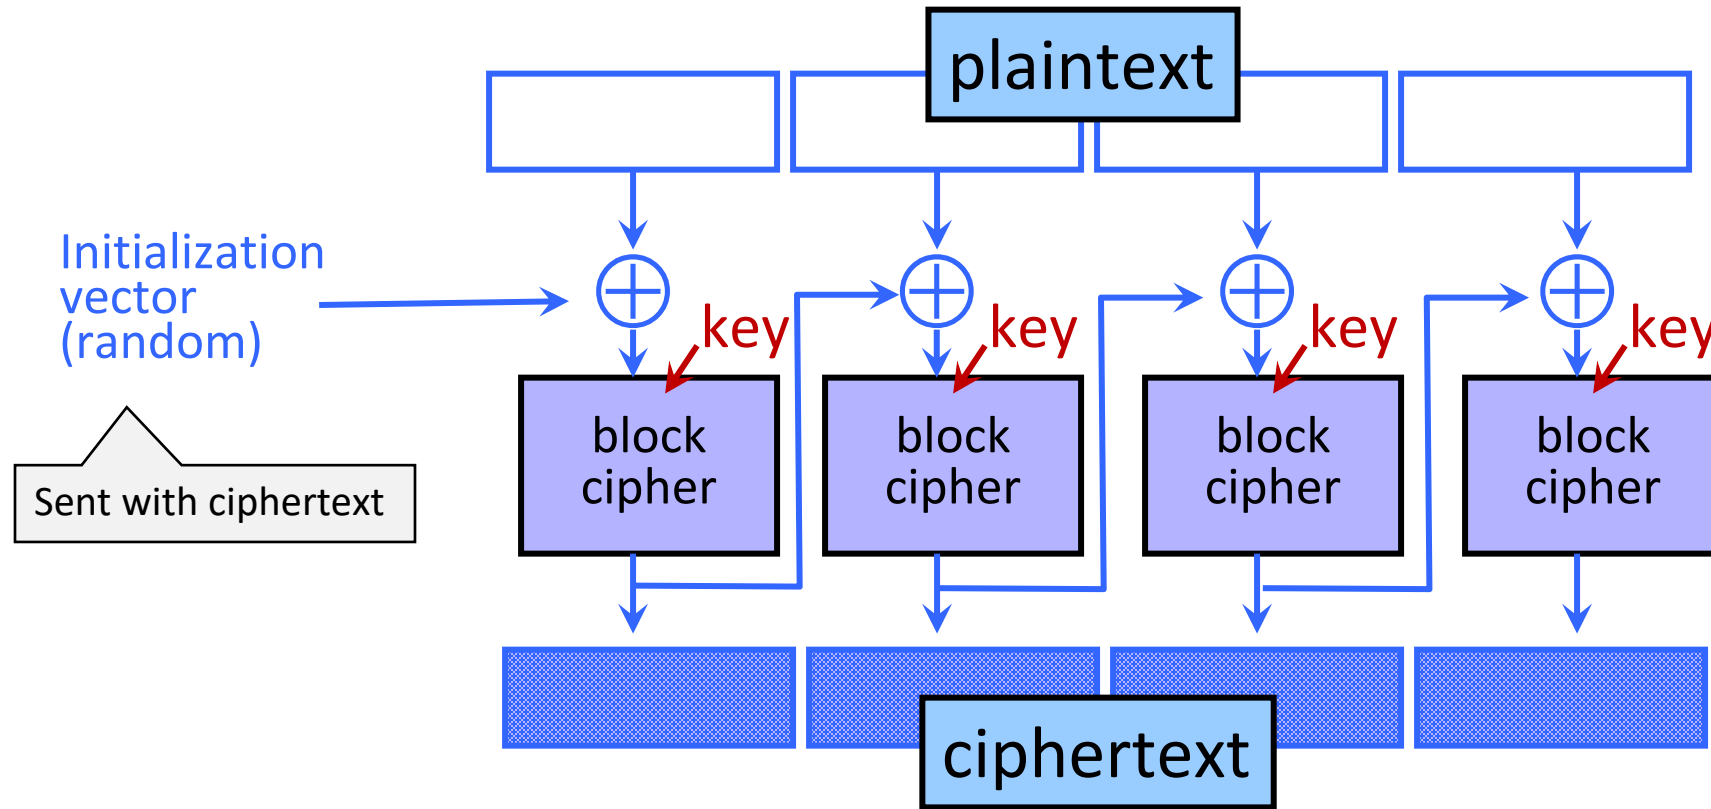 plaintext
Initialization
vector
(random)
key
key
key
key
block
cipher
block
cipher
block
cipher
block
cipher
Sent with ciphertext
ciphertext